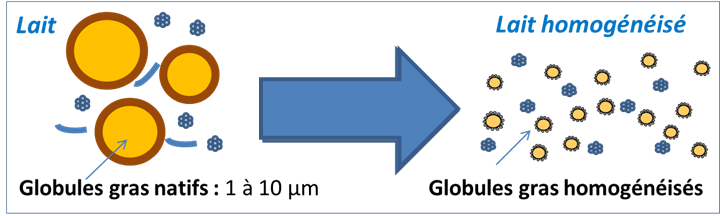 Lait
Lait homogénéisé
Globules gras natifs : 1 à 10 µm
Globules gras homogénéisés